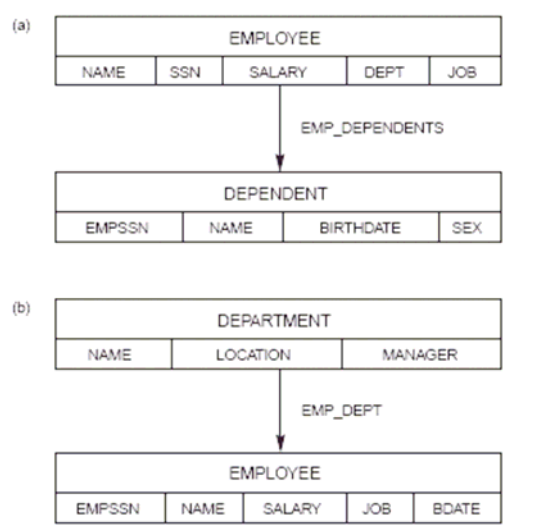 (a)
EMPLOYEE
NAME SSN SALARY DEPT JOB
EMP_DEPENDENTS
DEPENDENT
EMPSSN NAME BIRTHDATE SEX
(b)
DEPARTMENT
NAME LOCATION MANAGER
EMP_DEPT
EMPLOYEE
EMPSSN NAME SALARY JOB BDATE